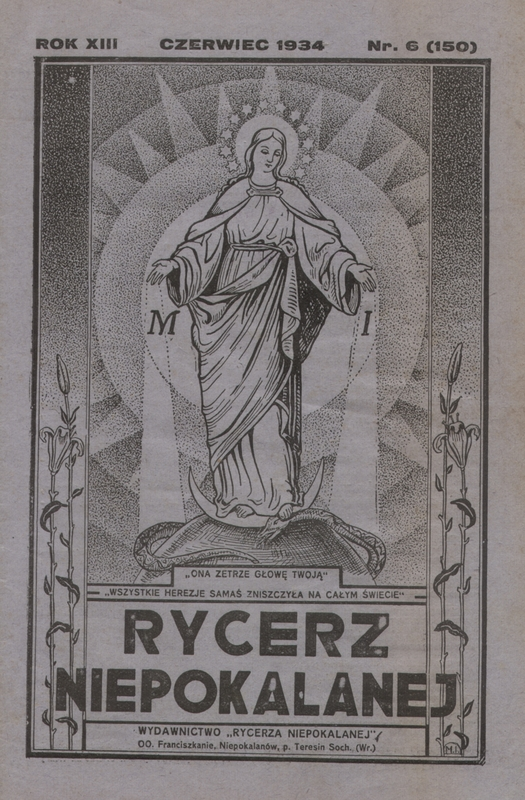 ROK XIII CZERWIEC 1934 Nr. 6 (150)
M I
„ONA ZETRZE GŁOWĘ TWOJĄ“
„WSZYSTKIE HEREZJE SAMAŚ ZNISZCZYŁA NA CAŁYM ŚWIECIE“
RYCERZ
NIEPOKALANEJ
WYDAWNICTWO „RYCERZA NIEPOKALANEJ“
OO. Franciszkanie, Niepokalanów, p. Teresin Soch. (Wr.)
M.I.